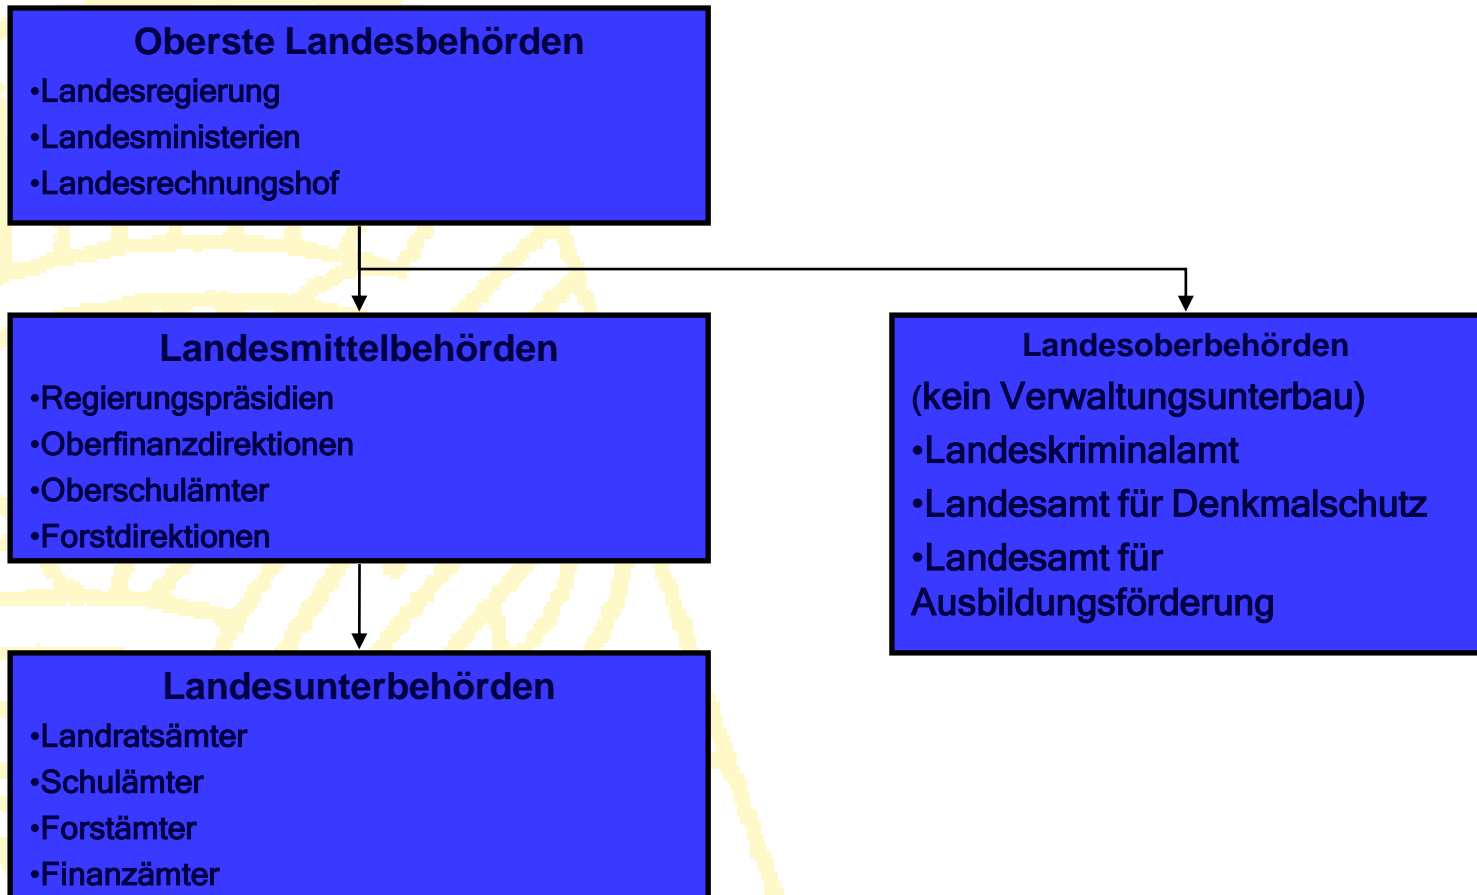 Oberste Landesbehörden
•Landesregierung
•Landesministerien
•Landesrechnungshof
Landesmittelbehörden
•Regierungspräsidien
•Oberfinanzdirektionen
•Oberschulämter
•Forstdirektionen
Landesoberbehörden
(kein Verwaltungsunterbau)
•Landeskriminalamt
•Landesamt für Denkmalschutz
•Landesamt für
Ausbildungsförderung
Landesunterbehörden
•Landratsämter
•Schulämter
•Forstämter
•Finanzämter